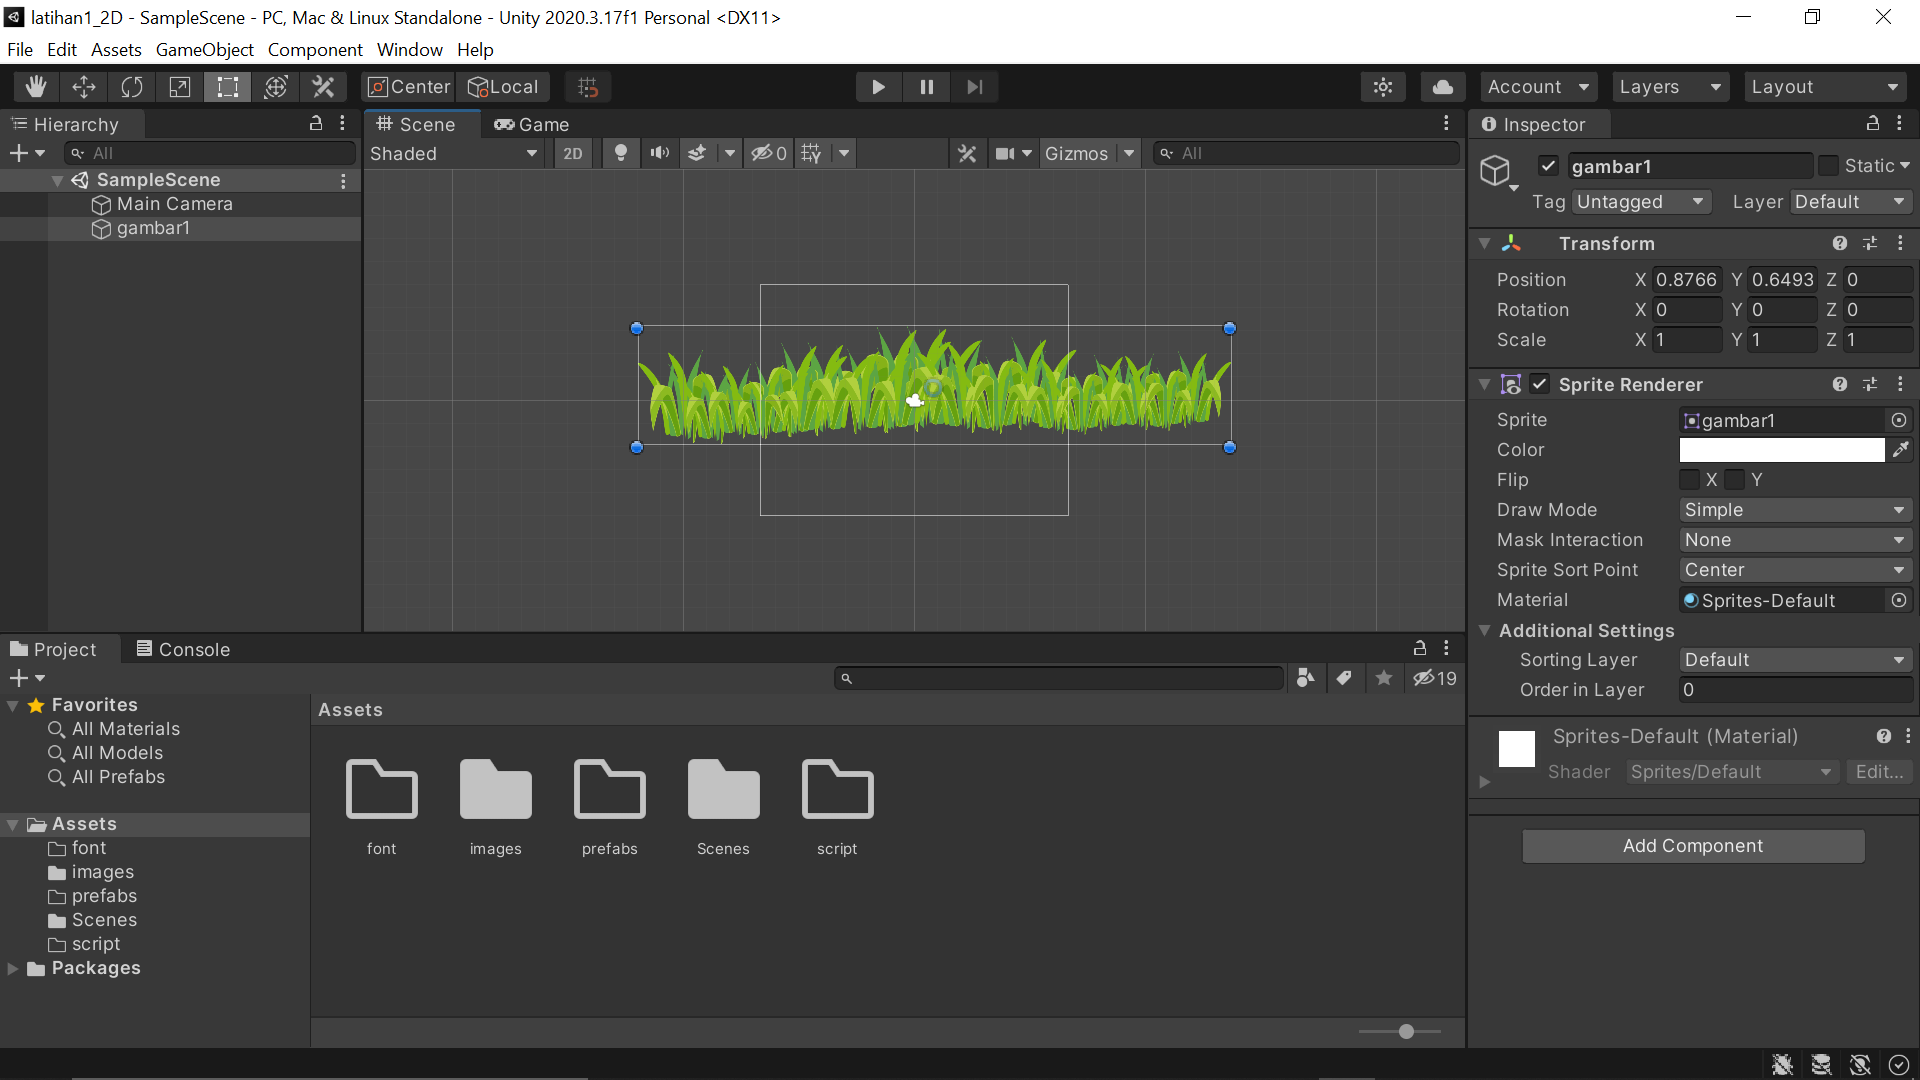 latihan1_2D - SampleScene - PC, Mac & Linux Standalone - Unity 2020.3.17f1 Personal <DX11>
File Edit Assets GameObject Component Window Help
Center Local Account Layers Layout
Hierarchy
All
SampleScene
Main Camera
gambar1
Scene Game
Shaded 2D 0 Gizmos All
Inspector
gambar1 Static
Tag Untagged Layer Default
Transform
Position X 0.8766 Y 0.6493 Z 0
Rotation X 0 Y 0 Z 0
Scale X 1 Y 1 Z 1
Sprite Renderer
Sprite gambar1
Color
Flip X Y
Draw Mode Simple
Mask Interaction None
Sprite Sort Point Center
Material Sprites-Default
Additional Settings
Sorting Layer Default
Order in Layer 0
Sprites-Default (Material)
Shader Sprites/Default Edit...
Add Component
Project Console
19
Favorites
All Materials
All Models
All Prefabs
Assets
font
images
prefabs
Scenes
script
Packages
Assets
font images prefabs Scenes script